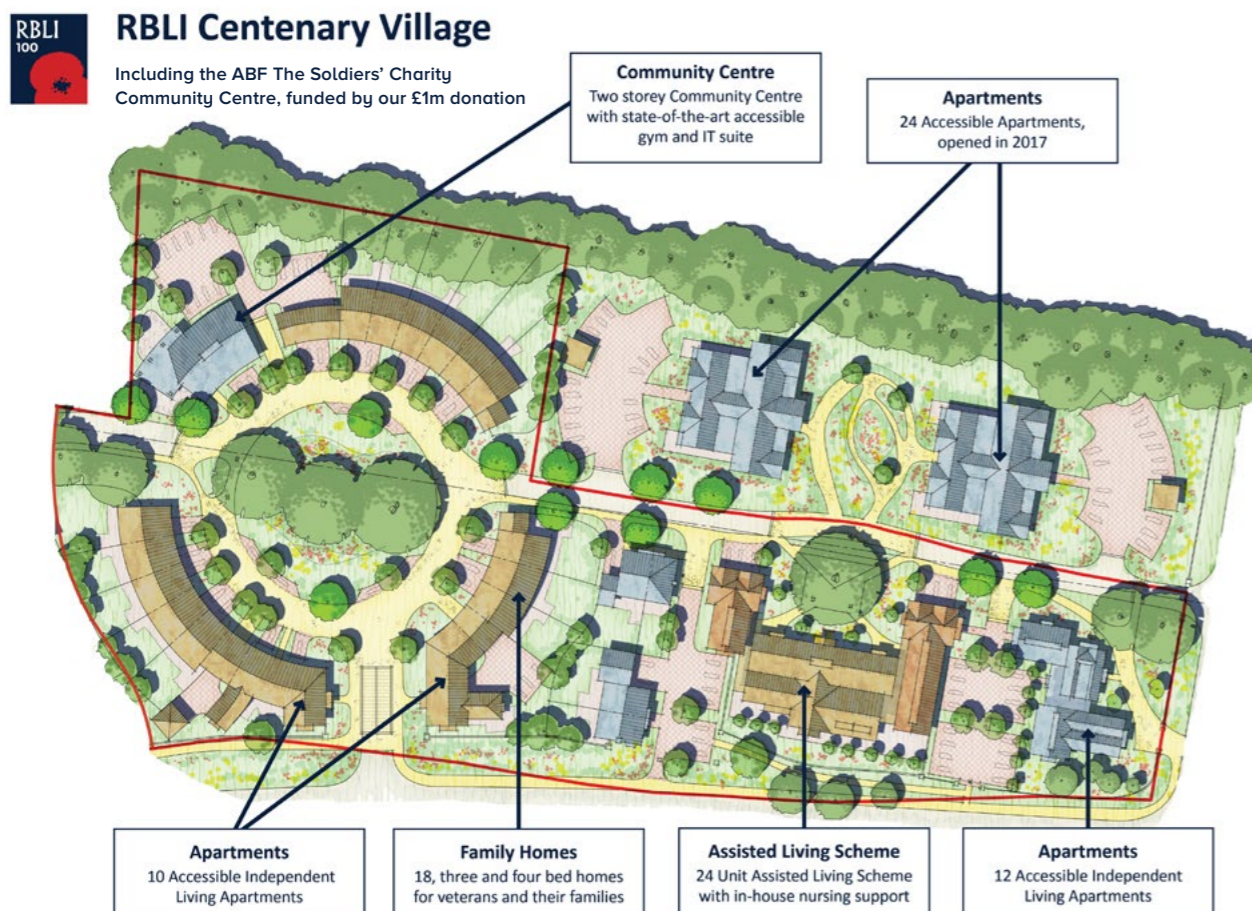 RBLI
100
RBLI Centenary Village
Including the ABF The Soldiers' Charity
Community Centre, funded by our £1m donation
Community Centre
Two storey Community Centre
with state-of-the-art accessible
gym and IT suite
Apartments
24 Accessible Apartments,
opened in 2017
Apartments
10 Accessible Independent
Living Apartments
Family Homes
18, three and four bed homes
for veterans and their families
Assisted Living Scheme
24 Unit Assisted Living Scheme
with in-house nursing support
Apartments
12 Accessible Independent
Living Apartments